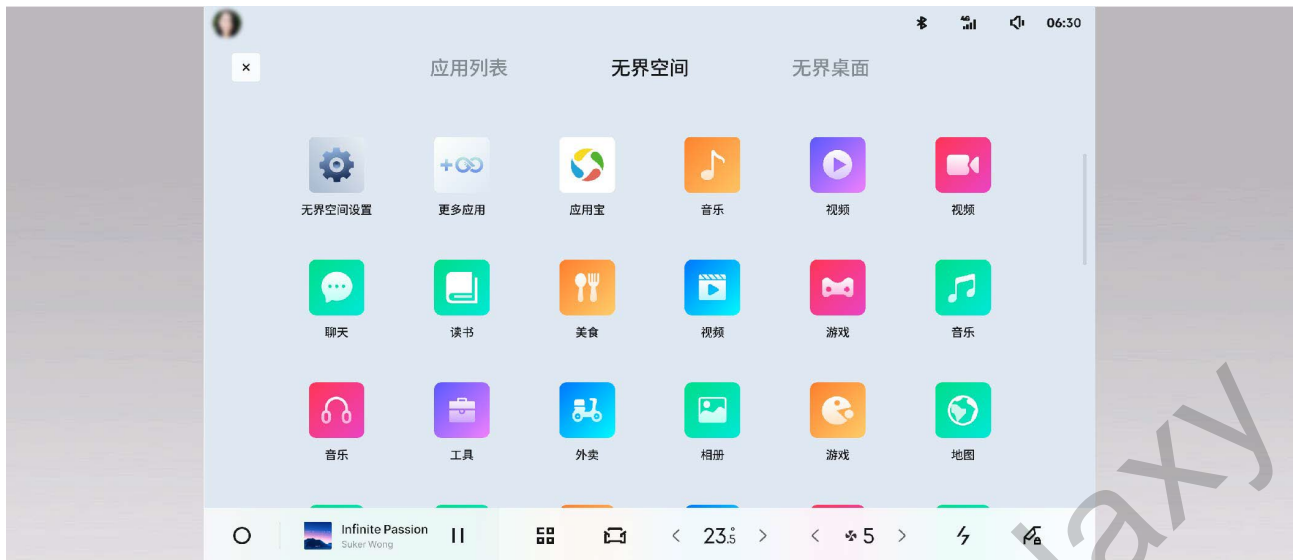 4G
06:30
×
应用列表 无界空间 无界桌面
无界空间设置 更多应用 应用宝 音乐 视频 视频
聊天 读书 美食 视频 游戏 音乐
音乐 工具 外卖 相册 游戏 地图
Infinite Passion
Suker Wong
< 23.5° > < 5 >